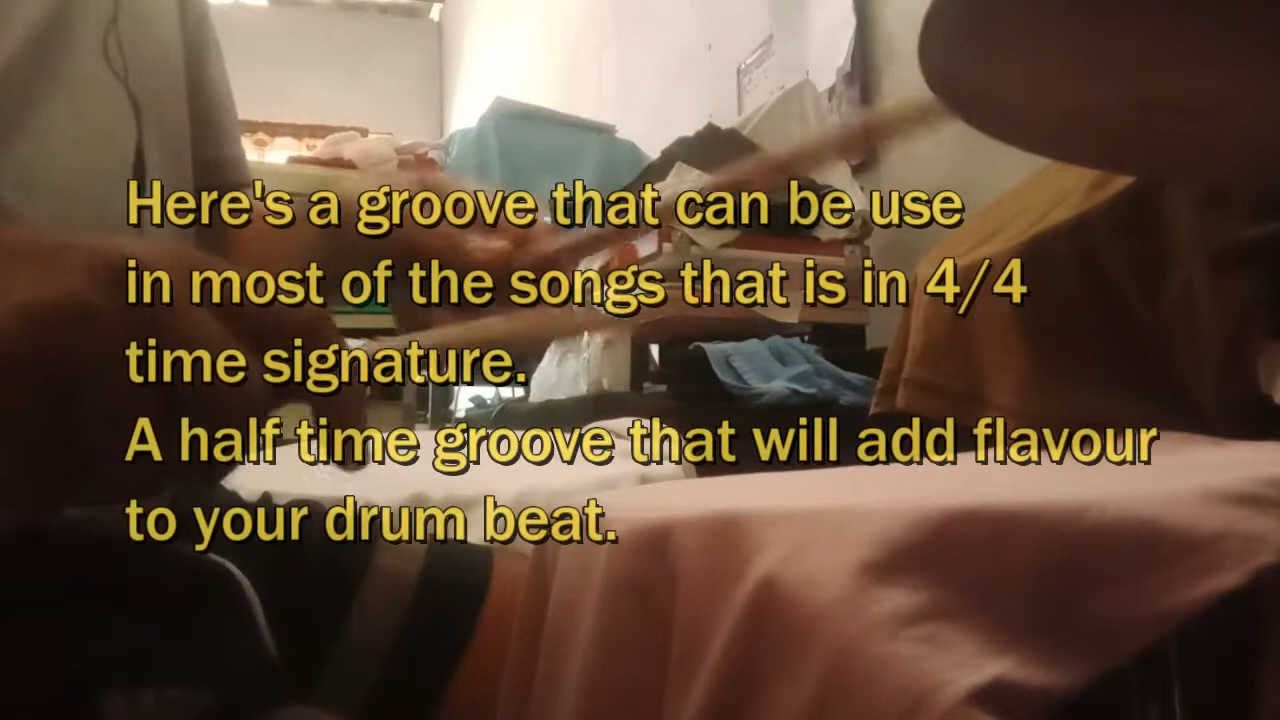 Here's a groove that can be use
in most of the songs that is in 4/4
time signature.
A half time groove that will add flavour
to your drum beat.